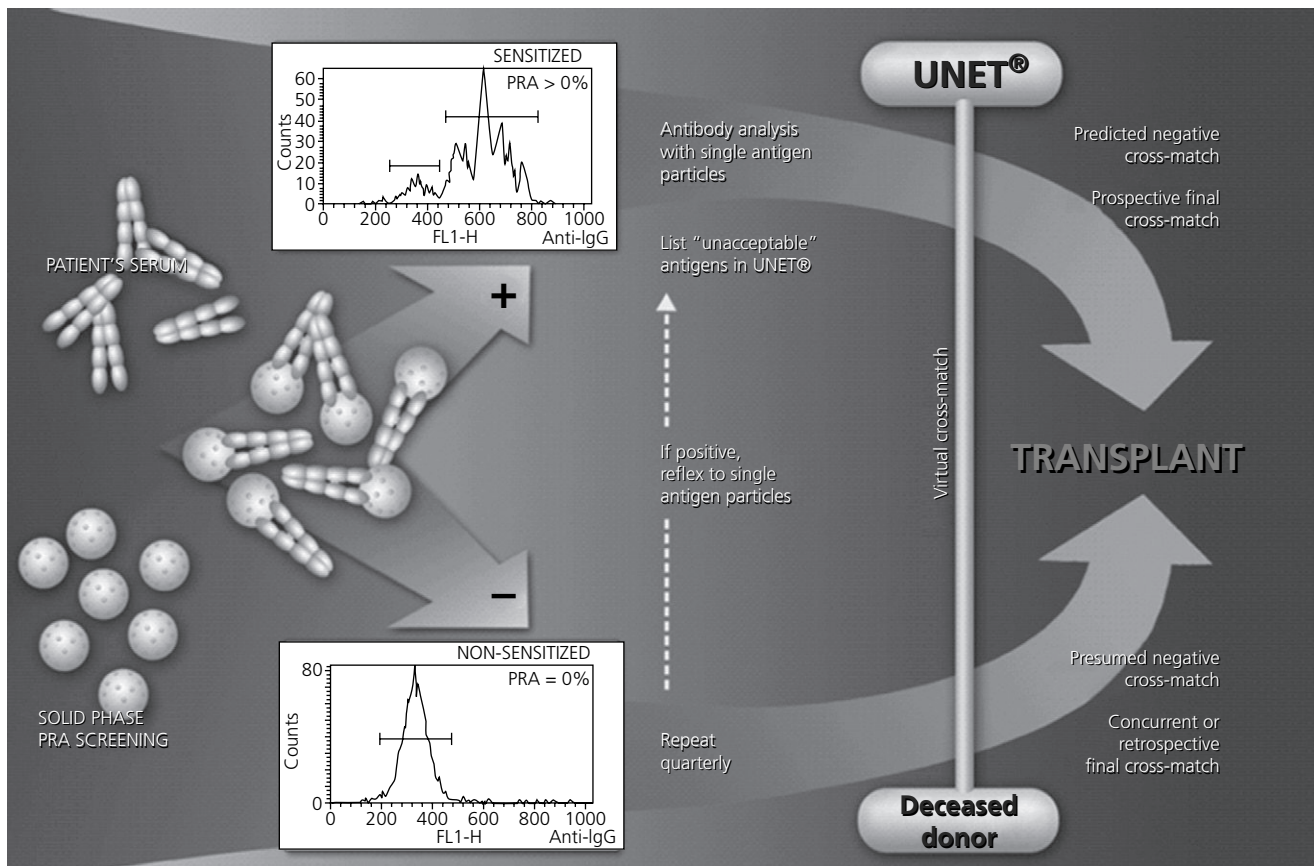 SENSITIZED
PRA > 0%
60
50
40
30
20
10
0
Counts
0 200 400 600 800 1000
FL1-H
Anti-IgG
PATIENT'S SERUM
+
−
SOLID PHASE
PRA SCREENING
NON-SENSITIZED
PRA = 0%
80
0
Counts
0 200 400 600 800 1000
FL1-H
Anti-IgG
Antibody analysis
with single antigen
particles
List "unacceptable"
antigens in UNET®
If positive,
reflex to single
antigen particles
Repeat
quarterly
UNET®
Virtual cross-match
Deceased
donor
Predicted negative
cross-match
Prospective final
cross-match
TRANSPLANT
Presumed negative
cross-match
Concurrent or
retrospective
final cross-match